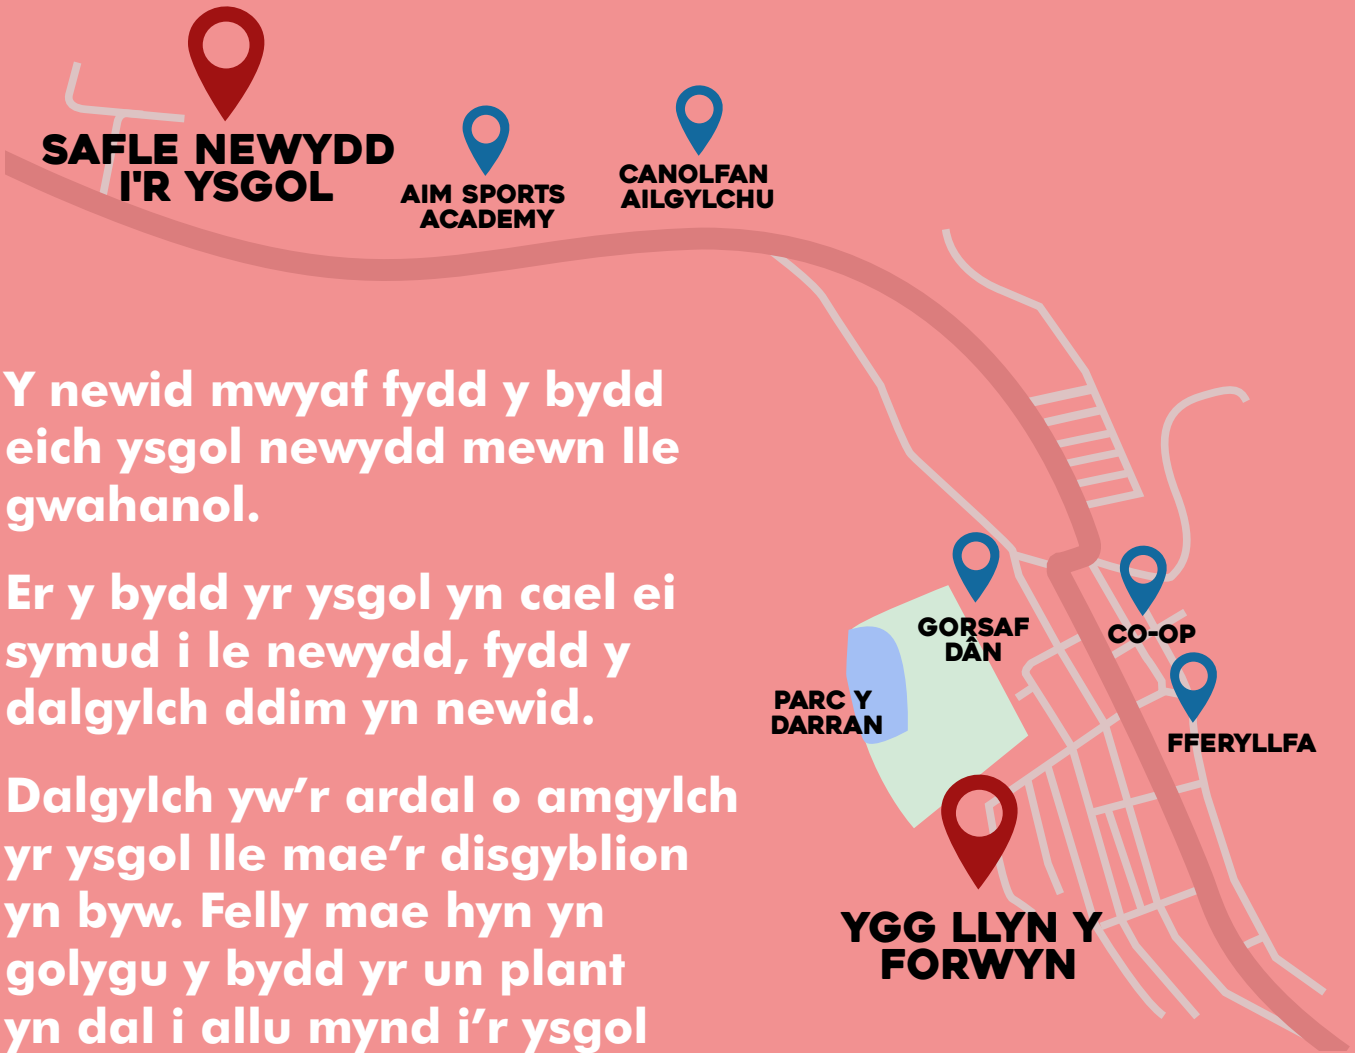 SAFLE NEWYDD
I'R YSGOL
AIM SPORTS
ACADEMY
CANOLFAN
AILGYLCHU
Y newid mwyaf fydd y bydd
eich ysgol newydd mewn lle
gwahanol.
Er y bydd yr ysgol yn cael ei
symud i le newydd, fydd y
dalgylch ddim yn newid.
Dalgylch yw’r ardal o amgylch
yr ysgol lle mae’r disgyblion
yn byw. Felly mae hyn yn
golygu y bydd yr un plant
yn dal i allu mynd i’r ysgol
GORSAF
DÂN
CO-OP
PARC Y
DARRAN
FFERYLLFA
YGG LLYN Y
FORWYN